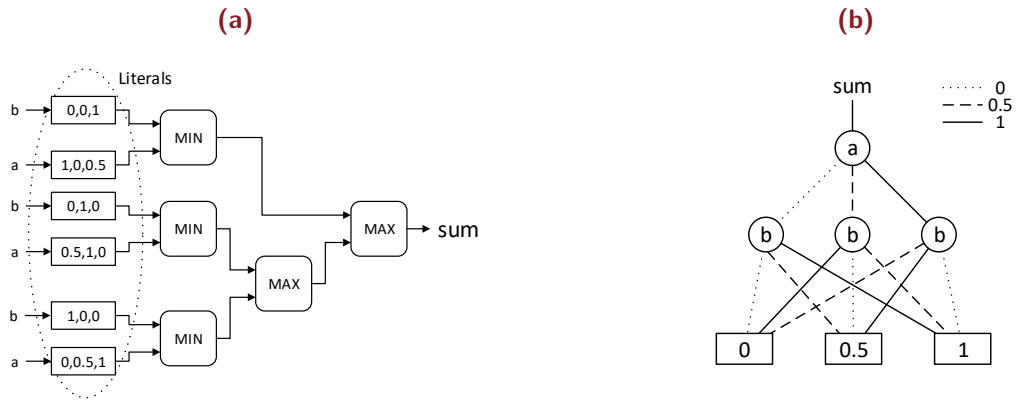 (a)
Literals
b
0,0,1
MIN
a
1,0,0.5
b
0,1,0
MIN
a
0.5,1,0
MAX
sum
MAX
b
1,0,0
MIN
a
0,0.5,1
(b)
sum
0
0.5
1
a
b
b
b
0
0.5
1